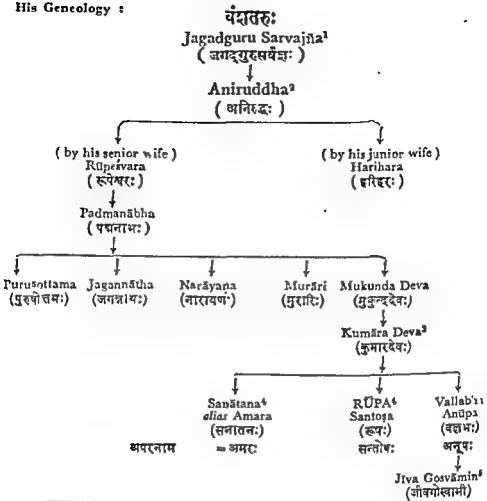 His Geneology :
वंशतरुः
Jagadguru Sarvajña¹
( जगद्गुरुसर्वज्ञः )
Aniruddha²
( अनिरुद्धः )
( by his senior wife ) ( by his junior wife )
Rūpeśvara Harihara
( रूपेश्वरः ) ( हरिहरः )
Padmanābha
( पद्मनाभः )
Purusottama Jagannātha Narāyaṇa Murāri Mukunda Deva
(पुरुषोत्तमः) (जगन्नाथः) (नारायणः) (मुरारिः) (मुकुन्ददेवः)
Kumāra Deva³
(कुमारदेवः)
Sanātana⁴ RŪPA⁴ Vallabh
alias Amara Santoṣa Anūpa
(सनातनः) (रूपः) (वल्लभः)
अपरनाम = अमरः सन्तोषः अनूपः
Jīva Gosvāmin⁵
(जीवगोस्वामी)